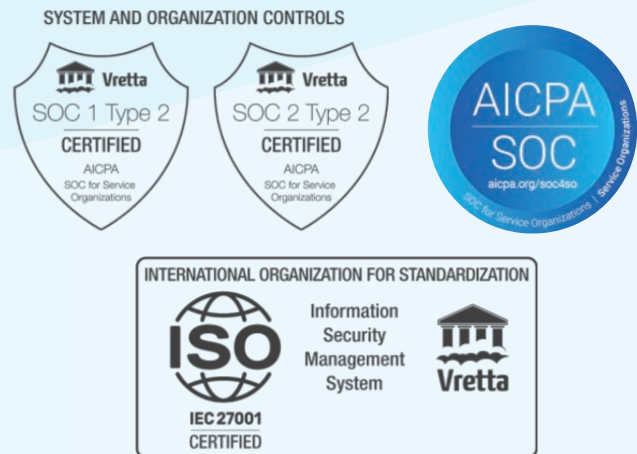 SYSTEM AND ORGANIZATION CONTROLS
Vretta
SOC 1 Type 2
CERTIFIED
AICPA
SOC for Service
Organizations
Vretta
SOC 2 Type 2
CERTIFIED
AICPA
SOC for Service
Organizations
AICPA
SOC
aicpa.org/soc4so
SOC for Service Organizations | Service Organizations
INTERNATIONAL ORGANIZATION FOR STANDARDIZATION
ISO
IEC 27001
CERTIFIED
Information
Security
Management
System
Vretta